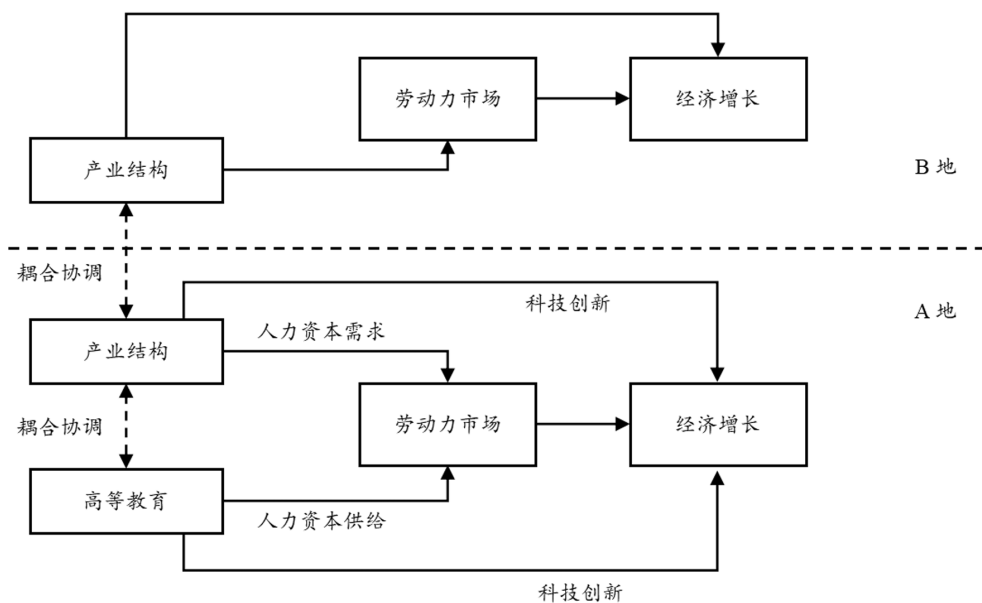 劳动力市场
经济增长
产业结构
B 地
耦合协调
科技创新
A 地
人力资本需求
产业结构
劳动力市场
经济增长
耦合协调
高等教育
人力资本供给
科技创新